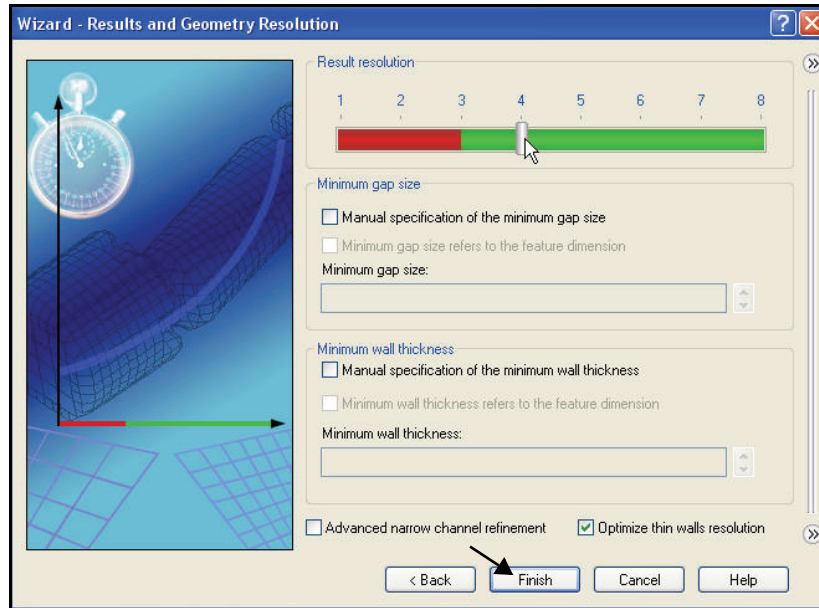 Wizard - Results and Geometry Resolution
Result resolution
1 2 3 4 5 6 7 8
Minimum gap size
Manual specification of the minimum gap size
Minimum gap size refers to the feature dimension
Minimum gap size:
Minimum wall thickness
Manual specification of the minimum wall thickness
Minimum wall thickness refers to the feature dimension
Minimum wall thickness:
Advanced narrow channel refinement Optimize thin walls resolution
< Back Finish Cancel Help